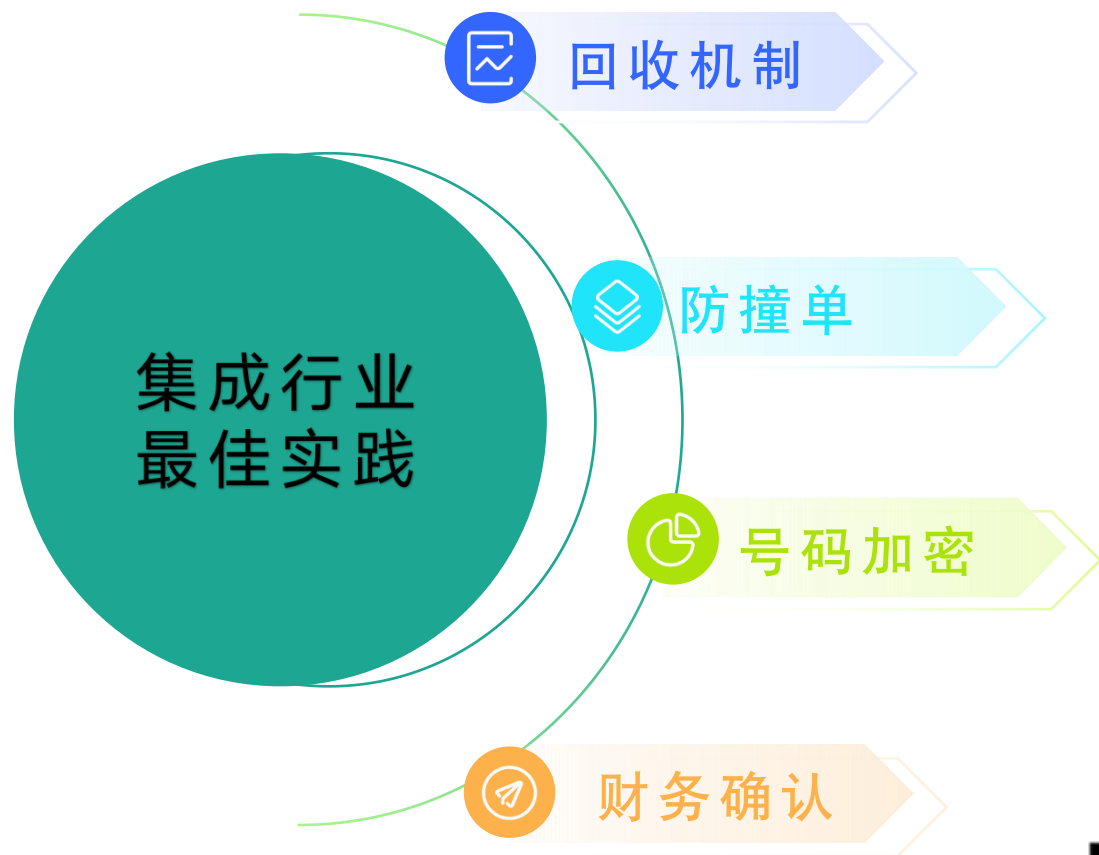 回收机制
防撞单
集成行业
最佳实践
号码加密
财务确认